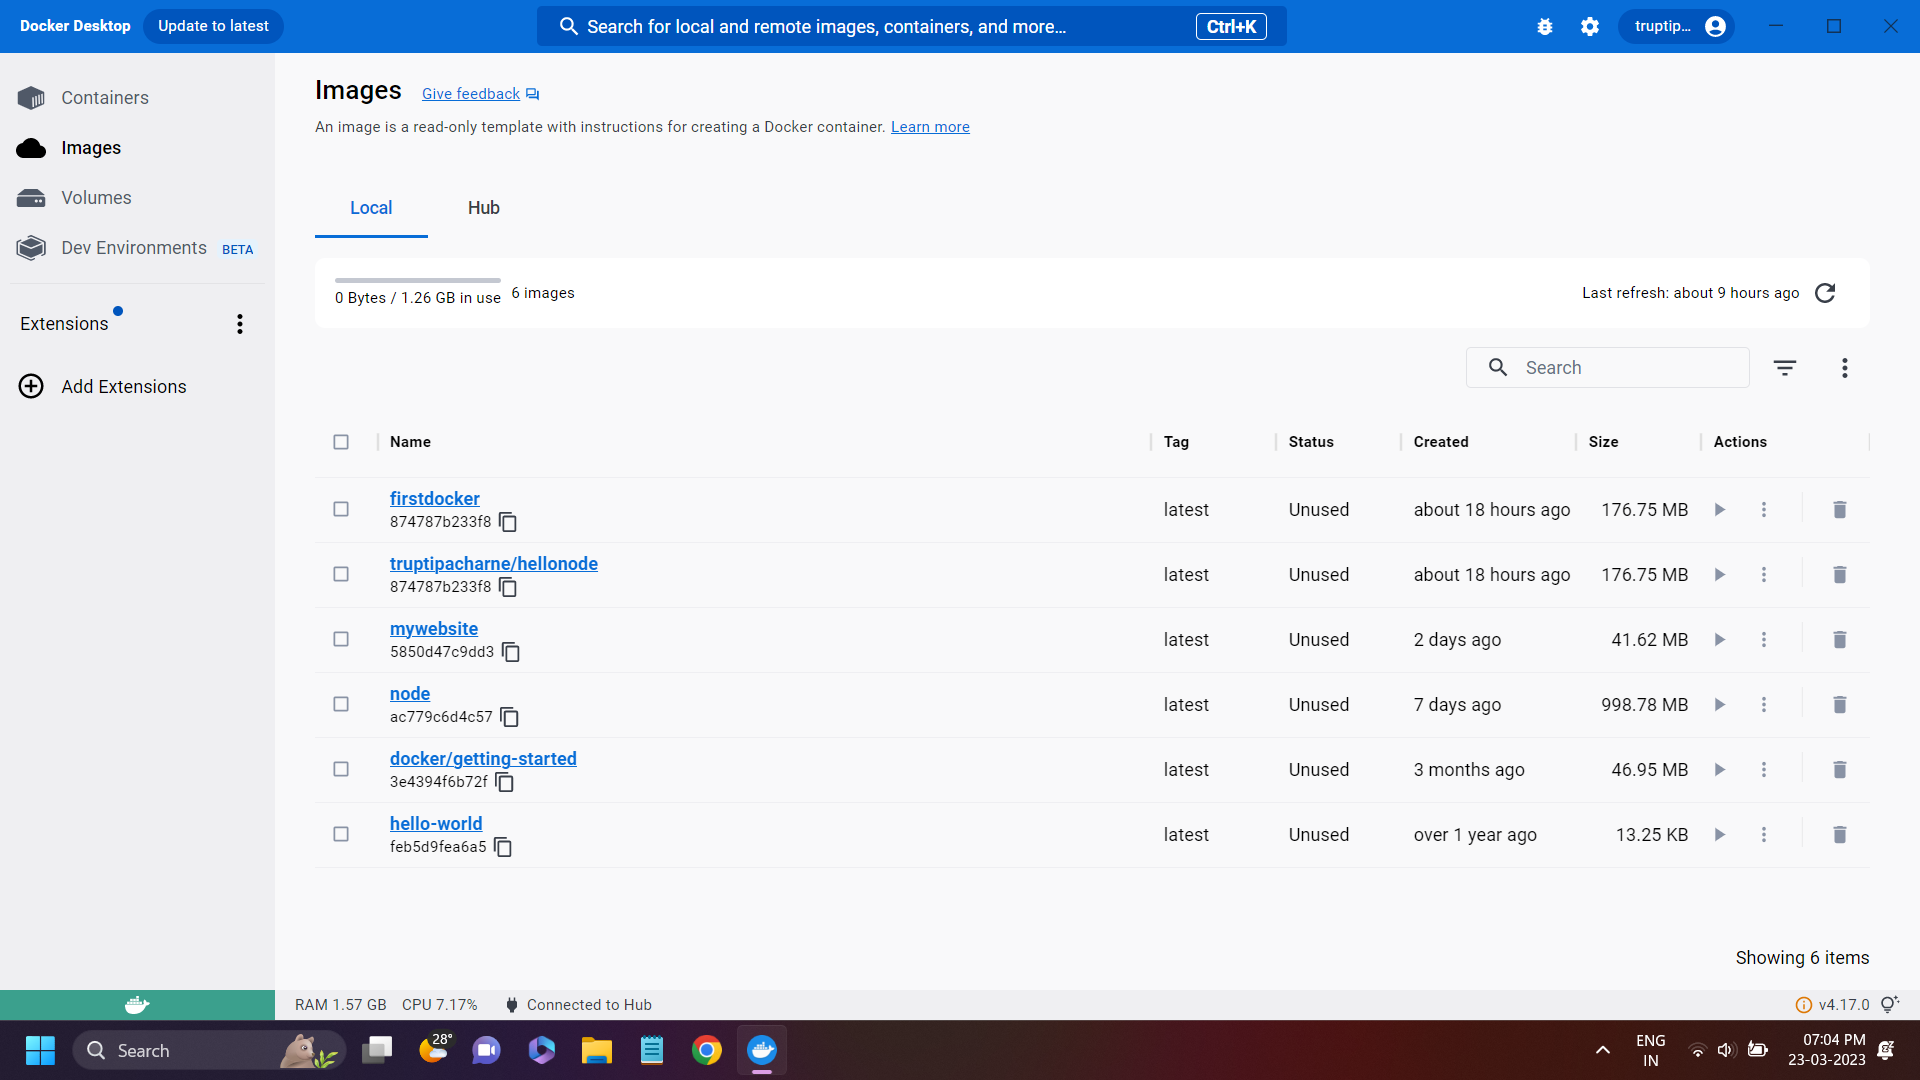 Docker Desktop Update to latest Search for local and remote images, containers, and more... Ctrl+K truptip...
Containers
Images
Volumes
Dev Environments BETA
Extensions
Add Extensions
Images Give feedback
An image is a read-only template with instructions for creating a Docker container. Learn more
Local Hub
0 Bytes / 1.26 GB in use 6 images Last refresh: about 9 hours ago
Search
Name Tag Status Created Size Actions
firstdocker
874787b233f8 latest Unused about 18 hours ago 176.75 MB
truptipacharne/hellonode
874787b233f8 latest Unused about 18 hours ago 176.75 MB
mywebsite
5850d47c9dd3 latest Unused 2 days ago 41.62 MB
node
ac779c6d4c57 latest Unused 7 days ago 998.78 MB
docker/getting-started
3e4394f6b72f latest Unused 3 months ago 46.95 MB
hello-world
feb5d9fea6a5 latest Unused over 1 year ago 13.25 KB
Showing 6 items
RAM 1.57 GB CPU 7.17% Connected to Hub v4.17.0
Search 28° ENG 07:04 PM
IN 23-03-2023